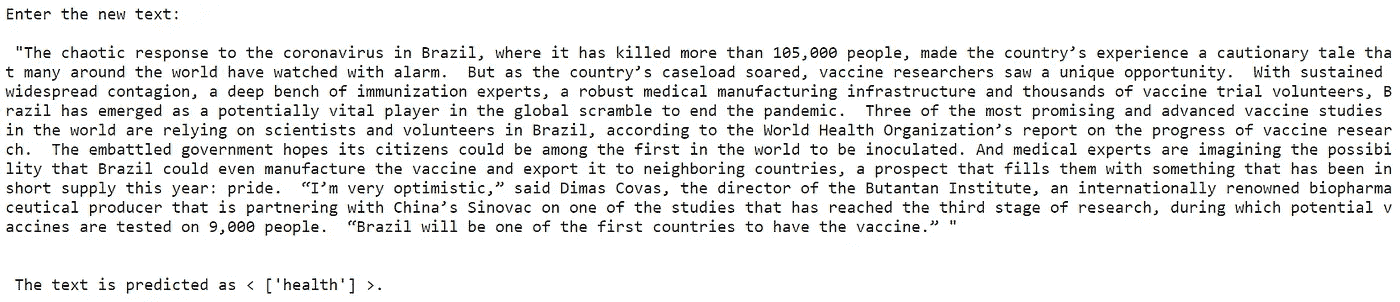 Enter the new text:
"The chaotic response to the coronavirus in Brazil, where it has killed more than 105,000 people, made the country’s experience a cautionary tale tha
t many around the world have watched with alarm.  But as the country’s caseload soared, vaccine researchers saw a unique opportunity.  With sustained
widespread contagion, a deep bench of immunization experts, a robust medical manufacturing infrastructure and thousands of vaccine trial volunteers, B
razil has emerged as a potentially vital player in the global scramble to end the pandemic.  Three of the most promising and advanced vaccine studies
in the world are relying on scientists and volunteers in Brazil, according to the World Health Organization’s report on the progress of vaccine resear
ch.  The embattled government hopes its citizens could be among the first in the world to be inoculated. And medical experts are imagining the possibi
lity that Brazil could even manufacture the vaccine and export it to neighboring countries, a prospect that fills them with something that has been in
short supply this year: pride.  “I’m very optimistic,” said Dimas Covas, the director of the Butantan Institute, an internationally renowned biopharma
ceutical producer that is partnering with China’s Sinovac on one of the studies that has reached the third stage of research, during which potential v
accines are tested on 9,000 people.  “Brazil will be one of the first countries to have the vaccine.” "
The text is predicted as < ['health'] >.